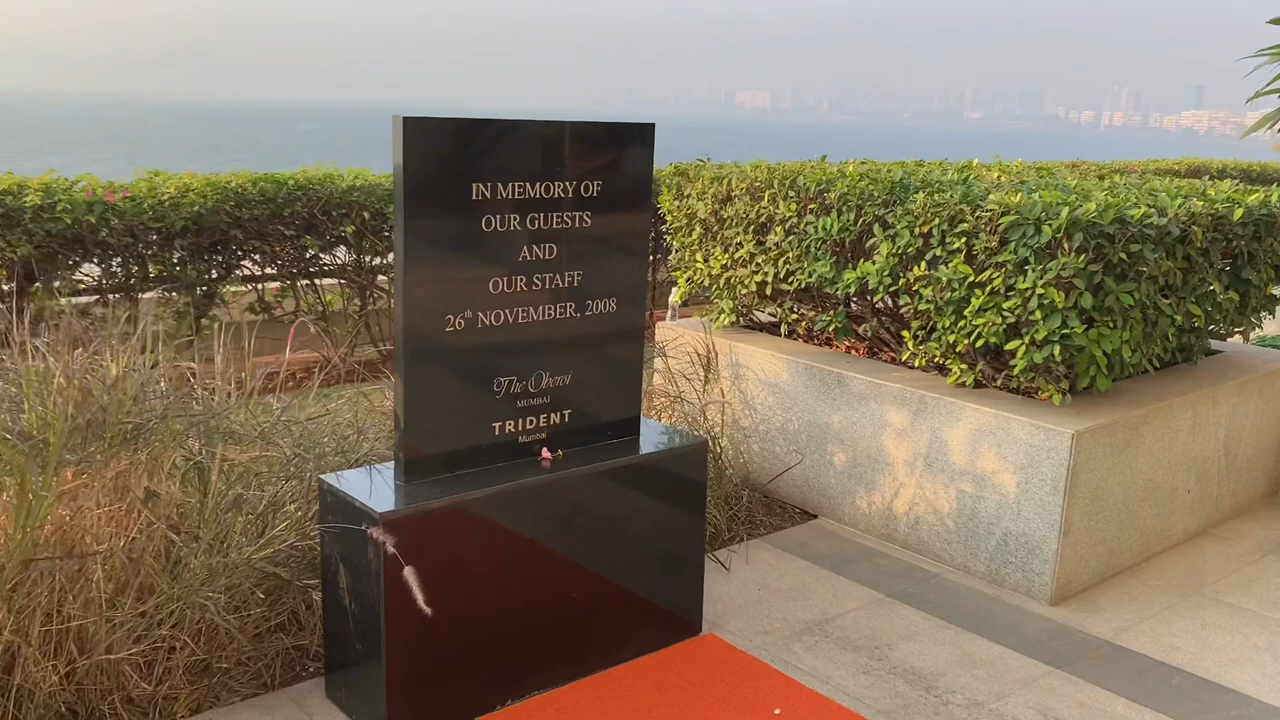 IN MEMORY OF
OUR GUESTS
AND
OUR STAFF
26th NOVEMBER, 2008
The Oberoi
MUMBAI
TRIDENT
Mumbai